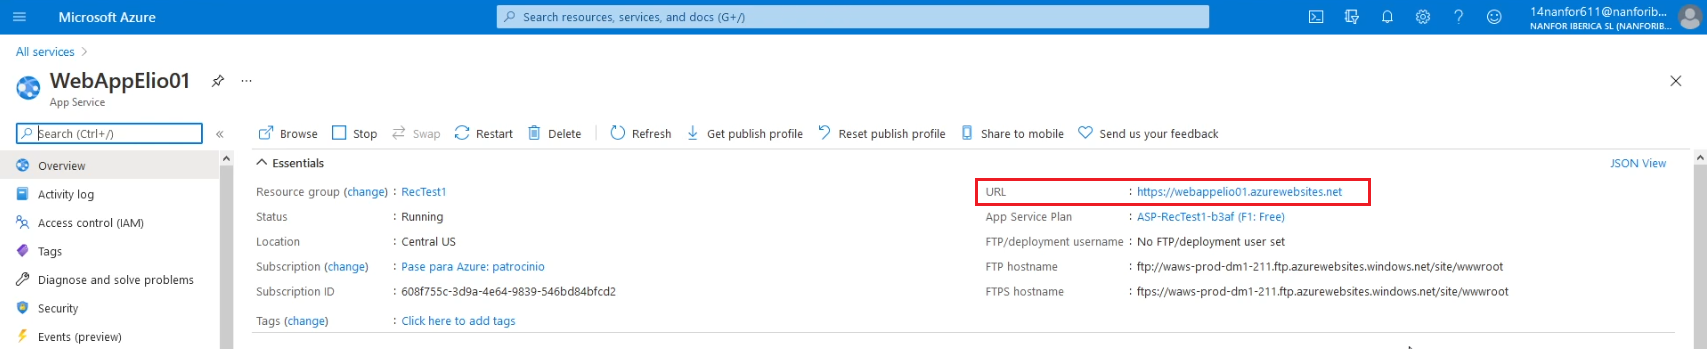 Microsoft Azure
Search resources, services, and docs (G+/)
14nanfor611@nanforib...
NANFOR IBERICA SL (NANFORIB...
All services
WebAppElio01
...
App Service
Search (Ctrl+/)
«
Browse
Stop
Swap
Restart
Delete
Refresh
Get publish profile
Reset publish profile
Share to mobile
Send us your feedback
Overview
Activity log
Access control (IAM)
Tags
Diagnose and solve problems
Security
Events (preview)
Essentials
JSON View
Resource group (change) : RecTest1
Status : Running
Location : Central US
Subscription (change) : Pase para Azure: patrocinio
Subscription ID : 608f755c-3d9a-4e64-9839-546bd84bfcd2
Tags (change) : Click here to add tags
URL : https://webappelio01.azurewebsites.net
App Service Plan : ASP-RecTest1-b3af (F1: Free)
FTP/deployment username : No FTP/deployment user set
FTP hostname : ftp://waws-prod-dm1-211.ftp.azurewebsites.windows.net/site/wwwroot
FTPS hostname : ftps://waws-prod-dm1-211.ftp.azurewebsites.windows.net/site/wwwroot